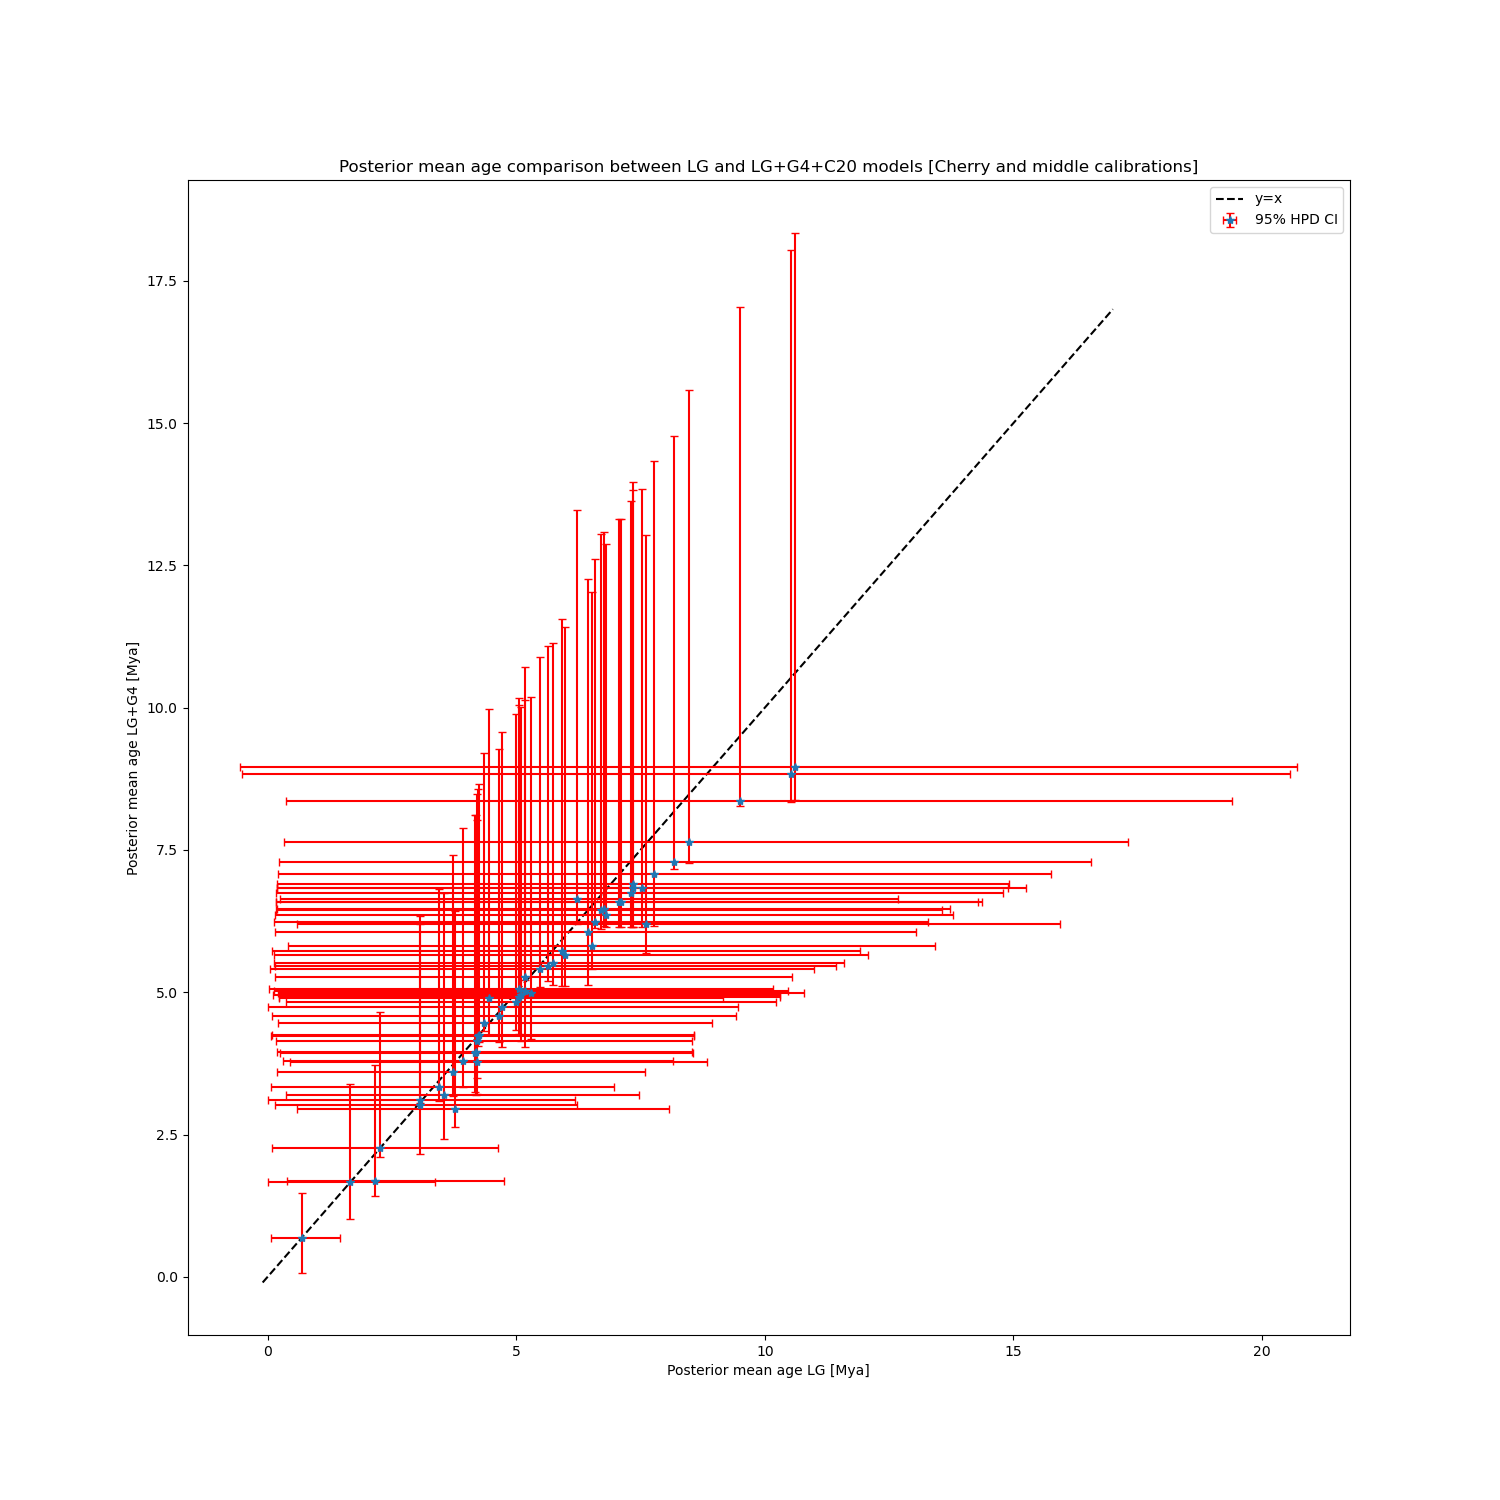 Posterior mean age comparison between LG and LG+G4+C20 models [Cherry and middle calibrations]
y=x
95% HPD CI
17.5
15.0
12.5
10.0
7.5
5.0
2.5
0.0
Posterior mean age LG+G4 [Mya]
0
5
10
15
20
Posterior mean age LG [Mya]